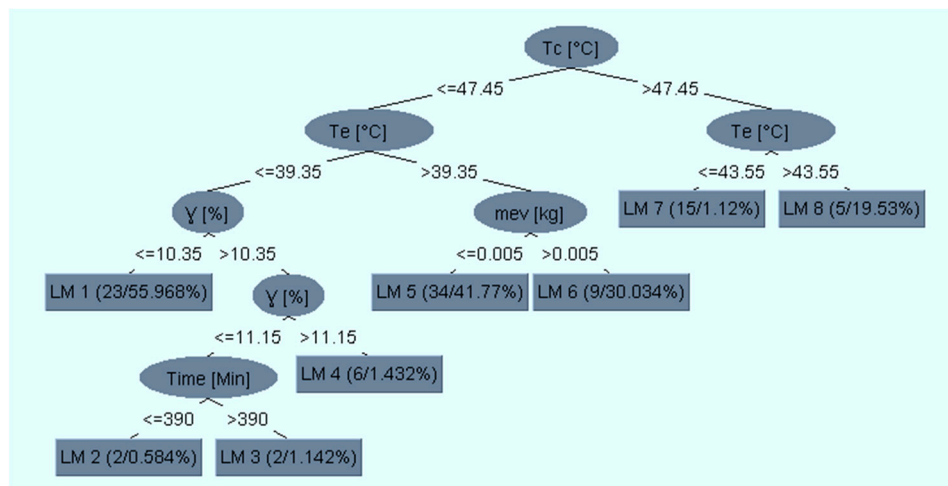 Tc [°C]
<=47.45 >47.45
Te [°C] Te [°C]
<=39.35 >39.35 <=43.55 >43.55
Ɣ [%] mev [kg] LM 7 (15/1.12%) LM 8 (5/19.53%)
<=10.35 >10.35 <=0.005 >0.005
LM 1 (23/55.968%) Ɣ [%] LM 5 (34/41.77%) LM 6 (9/30.034%)
<=11.15 >11.15
Time [Min] LM 4 (6/1.432%)
<=390 >390
LM 2 (2/0.584%) LM 3 (2/1.142%)